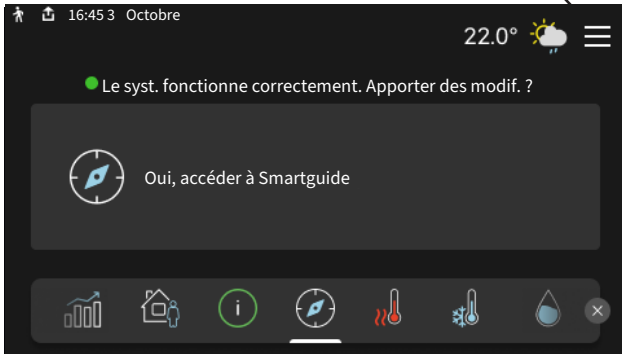 16:45 3 Octobre
22.0°
Le syst. fonctionne correctement. Apporter des modif. ?
Oui, accéder à Smartguide
i